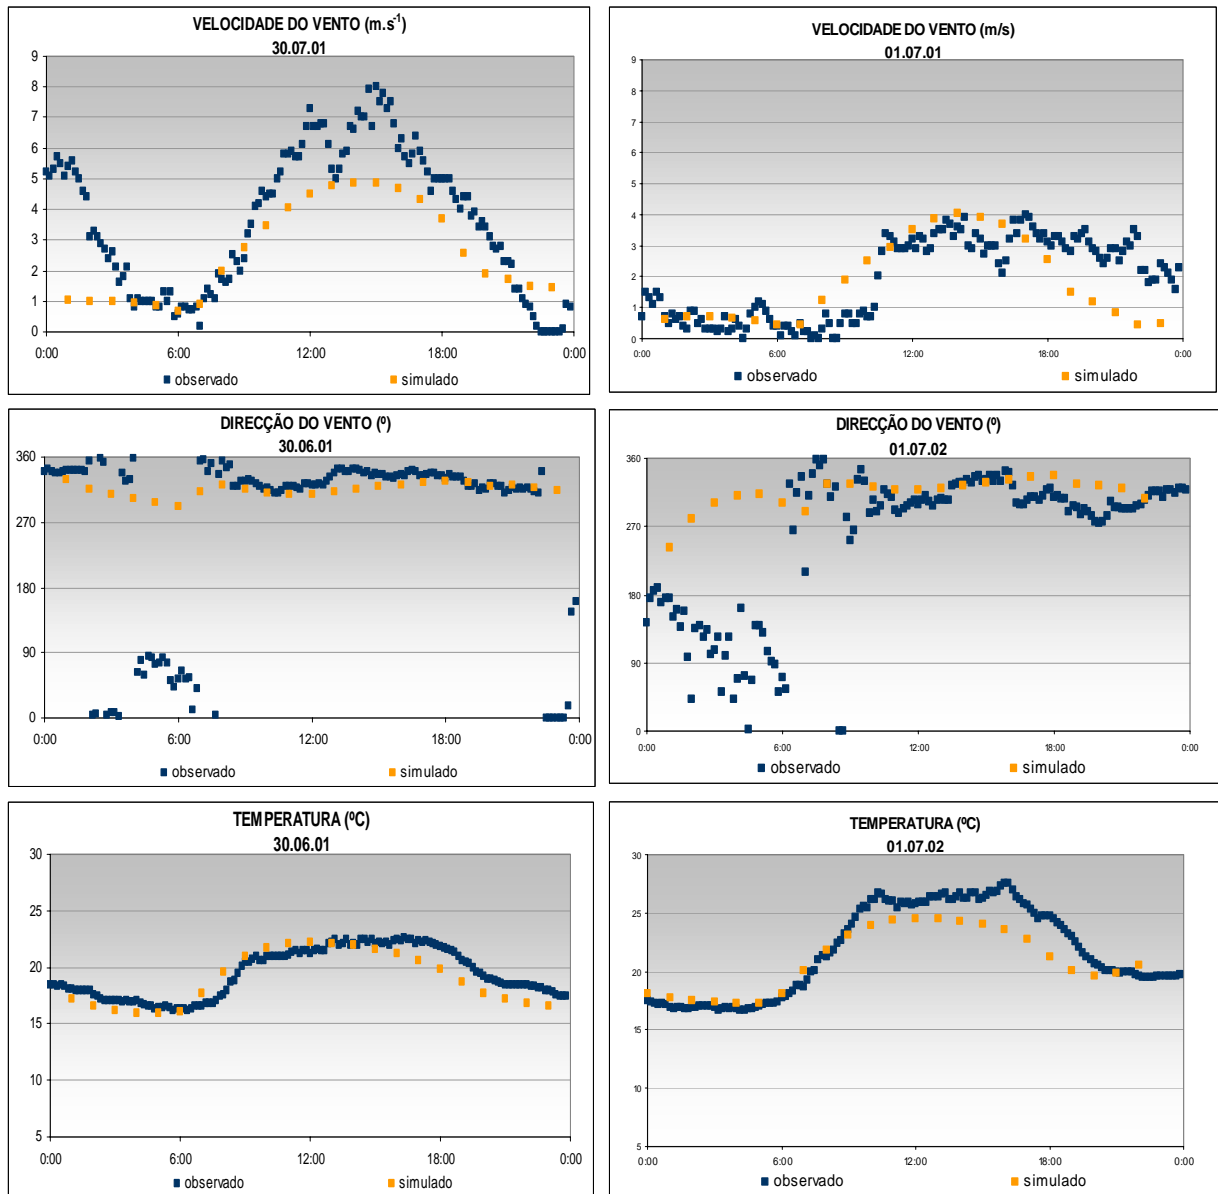 VELOCIDADE DO VENTO (m.s-1)
30.07.01
9
8
7
6
5
4
3
2
1
0
0:00 6:00 12:00 18:00 0:00
observado simulado
VELOCIDADE DO VENTO (m/s)
01.07.01
9
8
7
6
5
4
3
2
1
0
0:00 6:00 12:00 18:00 0:00
observado simulado
DIRECÇÃO DO VENTO (º)
30.06.01
360
270
180
90
0
0:00 6:00 12:00 18:00 0:00
observado simulado
DIRECÇÃO DO VENTO (º)
01.07.02
360
270
180
90
0
0:00 6:00 12:00 18:00 0:00
observado simulado
TEMPERATURA (ºC)
30.06.01
30
25
20
15
10
5
0:00 6:00 12:00 18:00 0:00
observado simulado
TEMPERATURA (ºC)
01.07.02
30
25
20
15
10
5
0:00 6:00 12:00 18:00 0:00
observado simulado